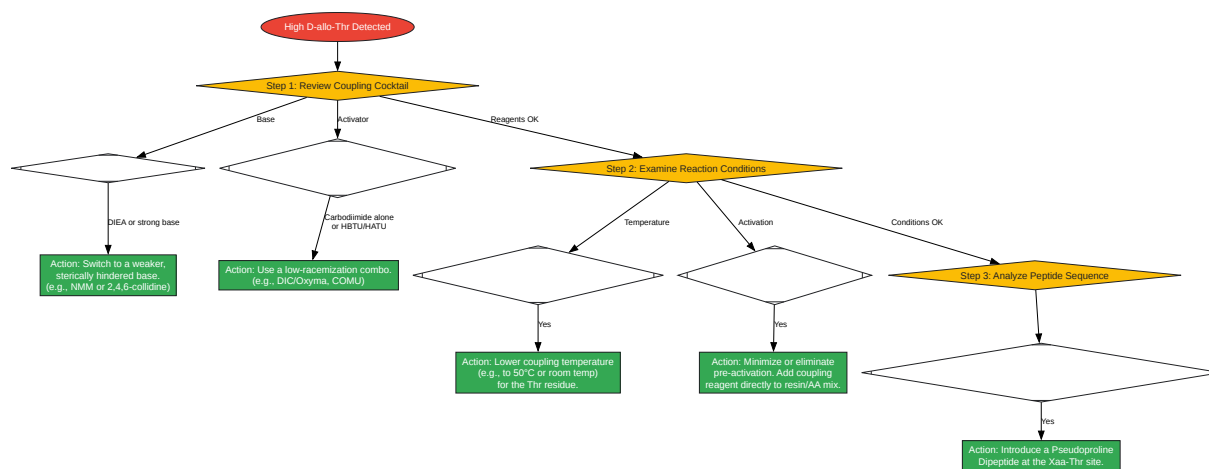 High D-allo-Thr Detected
Step 1: Review Coupling Cocktail
Base
Activator
Reagents OK
Step 2: Examine Reaction Conditions
DIEA or strong base
Carbodiimide alone
or HBTU/HATU
Temperature
Activation
Conditions OK
Action: Switch to a weaker,
sterically hindered base.
(e.g., NMM or 2,4,6-collidine)
Action: Use a low-racemization combo.
(e.g., DIC/Oxyma, COMU)
Step 3: Analyze Peptide Sequence
Yes
Yes
Action: Lower coupling temperature
(e.g., to 50°C or room temp)
for the Thr residue.
Action: Minimize or eliminate
pre-activation. Add coupling
reagent directly to resin/AA mix.
Yes
Action: Introduce a Pseudoproline
Dipeptide at the Xaa-Thr site.